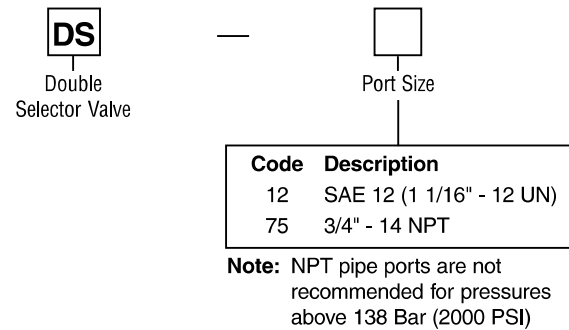 DS —
Double
Selector Valve
Port Size
Code Description
12 SAE 12 (1 1/16" - 12 UN)
75 3/4" - 14 NPT
Note: NPT pipe ports are not
recommended for pressures
above 138 Bar (2000 PSI)